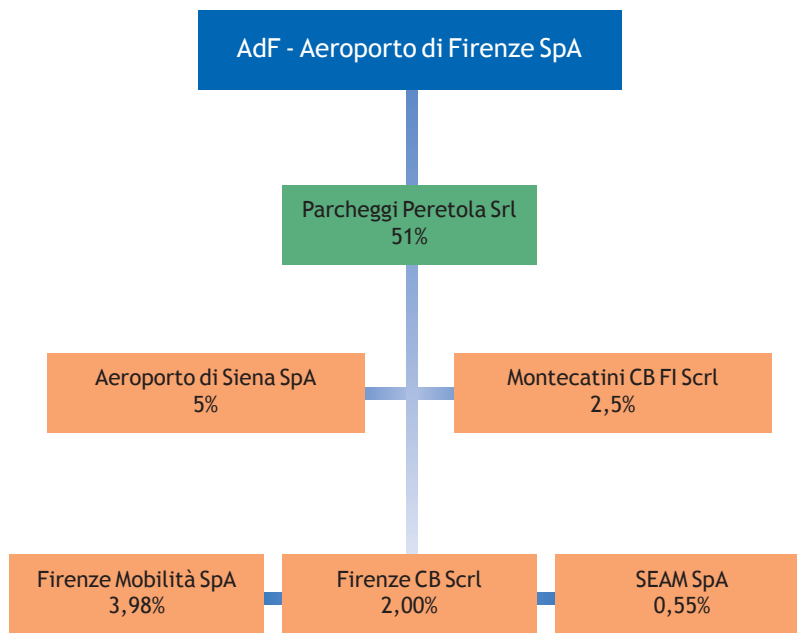 AdF - Aeroporto di Firenze SpA
Parcheggi Peretola Srl
51%
Aeroporto di Siena SpA
5%
Montecatini CB FI Scrl
2,5%
Firenze Mobilità SpA
3,98%
Firenze CB Scrl
2,00%
SEAM SpA
0,55%